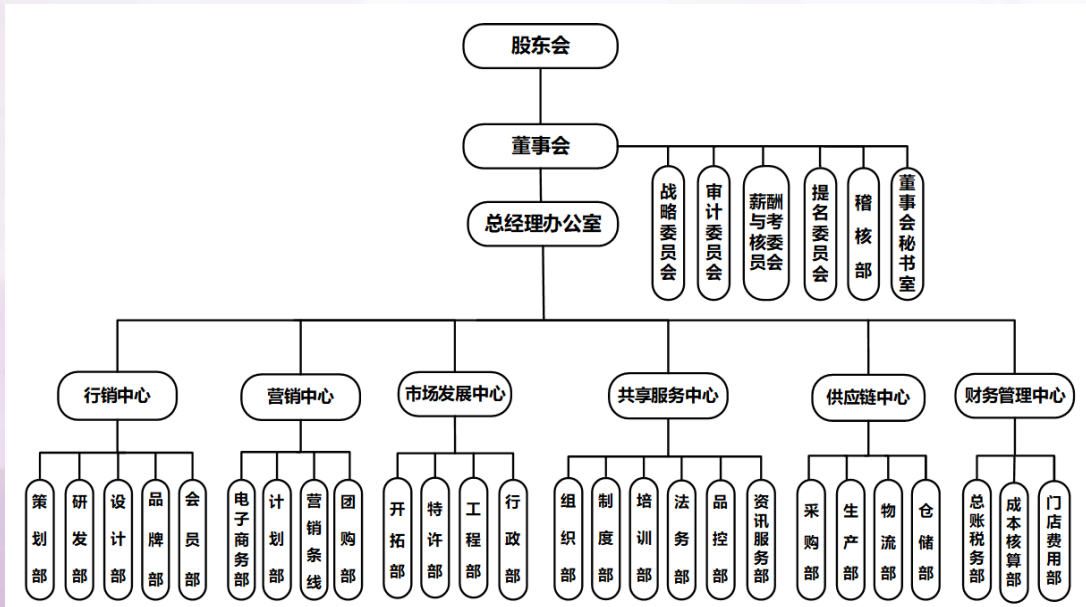 股东会
董事会
战略委员会
审计委员会
薪酬与考核委员会
提名委员会
稽核部
董事会秘书室
总经理办公室
行销中心
营销中心
市场发展中心
共享服务中心
供应链中心
财务管理中心
策划部
研发部
设计部
品牌部
会员部
电子商务部
计划部
营销条线
团购部
开拓部
特许部
工程部
行政部
组织部
制度部
培训部
法务部
品控部
资讯服务部
采购部
生产部
物流部
仓储部
总账税务部
成本核算部
门店费用部